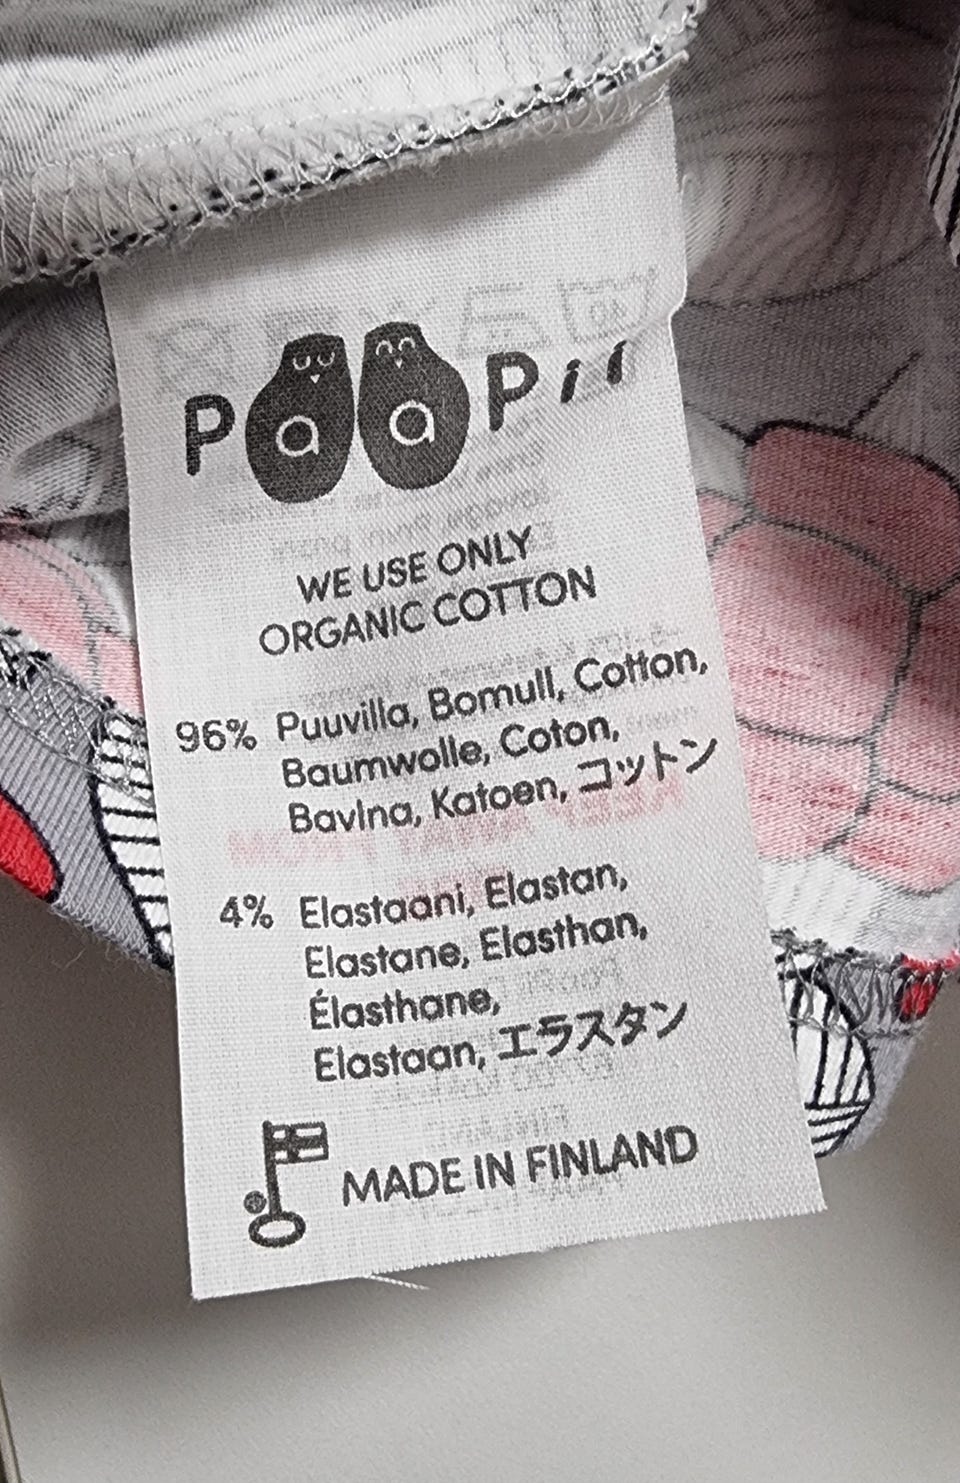 PaaPii
WE USE ONLY
ORGANIC COTTON
96% Puuvilla, Bomull, Cotton,
Baumwolle, Coton,
Bavlna, Katoen, コットン
4% Elastaani, Elastan,
Elastane, Elasthan,
Élasthane,
Elastaan, エラスタン
MADE IN FINLAND